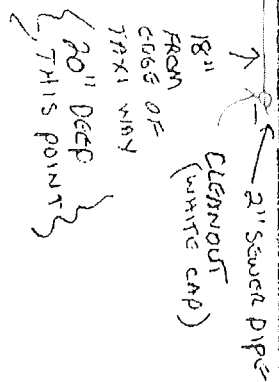 2" SEWER PIPE
CLEANOUT
(WHITE CAP)
18"
FROM
EDGE OF
TAXI WAY
20" DEEP
THIS POINT